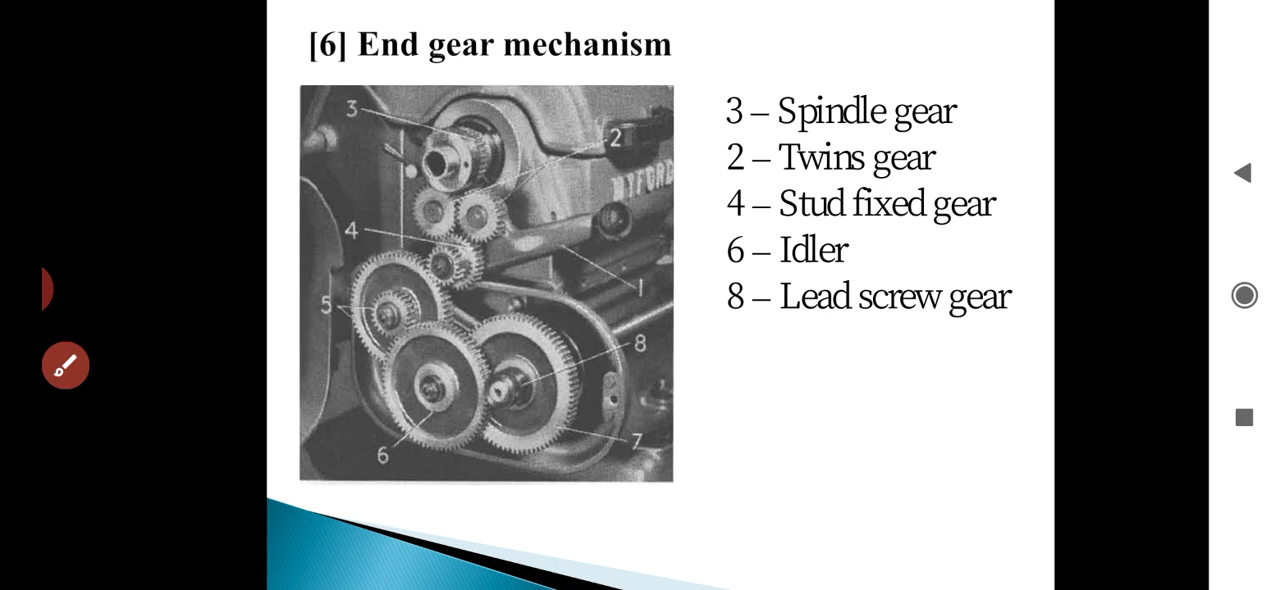 [6] End gear mechanism
3 – Spindle gear
2 – Twins gear
4 – Stud fixed gear
6 – Idler
8 – Lead screw gear
3
2
MYFORD
4
1
5
8
7
6